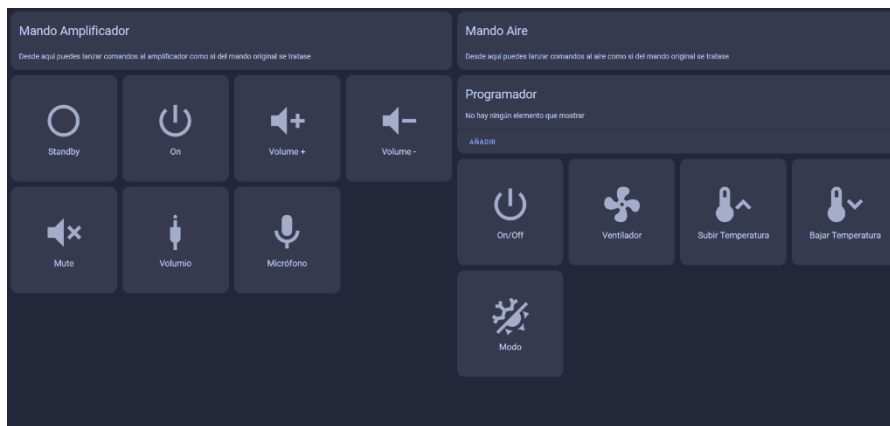 Mando Amplificador
Desde aquí puedes lanzar comandos al amplificador como si del mando original se tratase
Standby
On
Volume +
Volume -
Mute
Volumio
Micrófono
Mando Aire
Desde aquí puedes lanzar comandos al aire como si del mando original se tratase
Programador
No hay ningún elemento que mostrar
AÑADIR
On/Off
Ventilador
Subir Temperatura
Bajar Temperatura
Modo